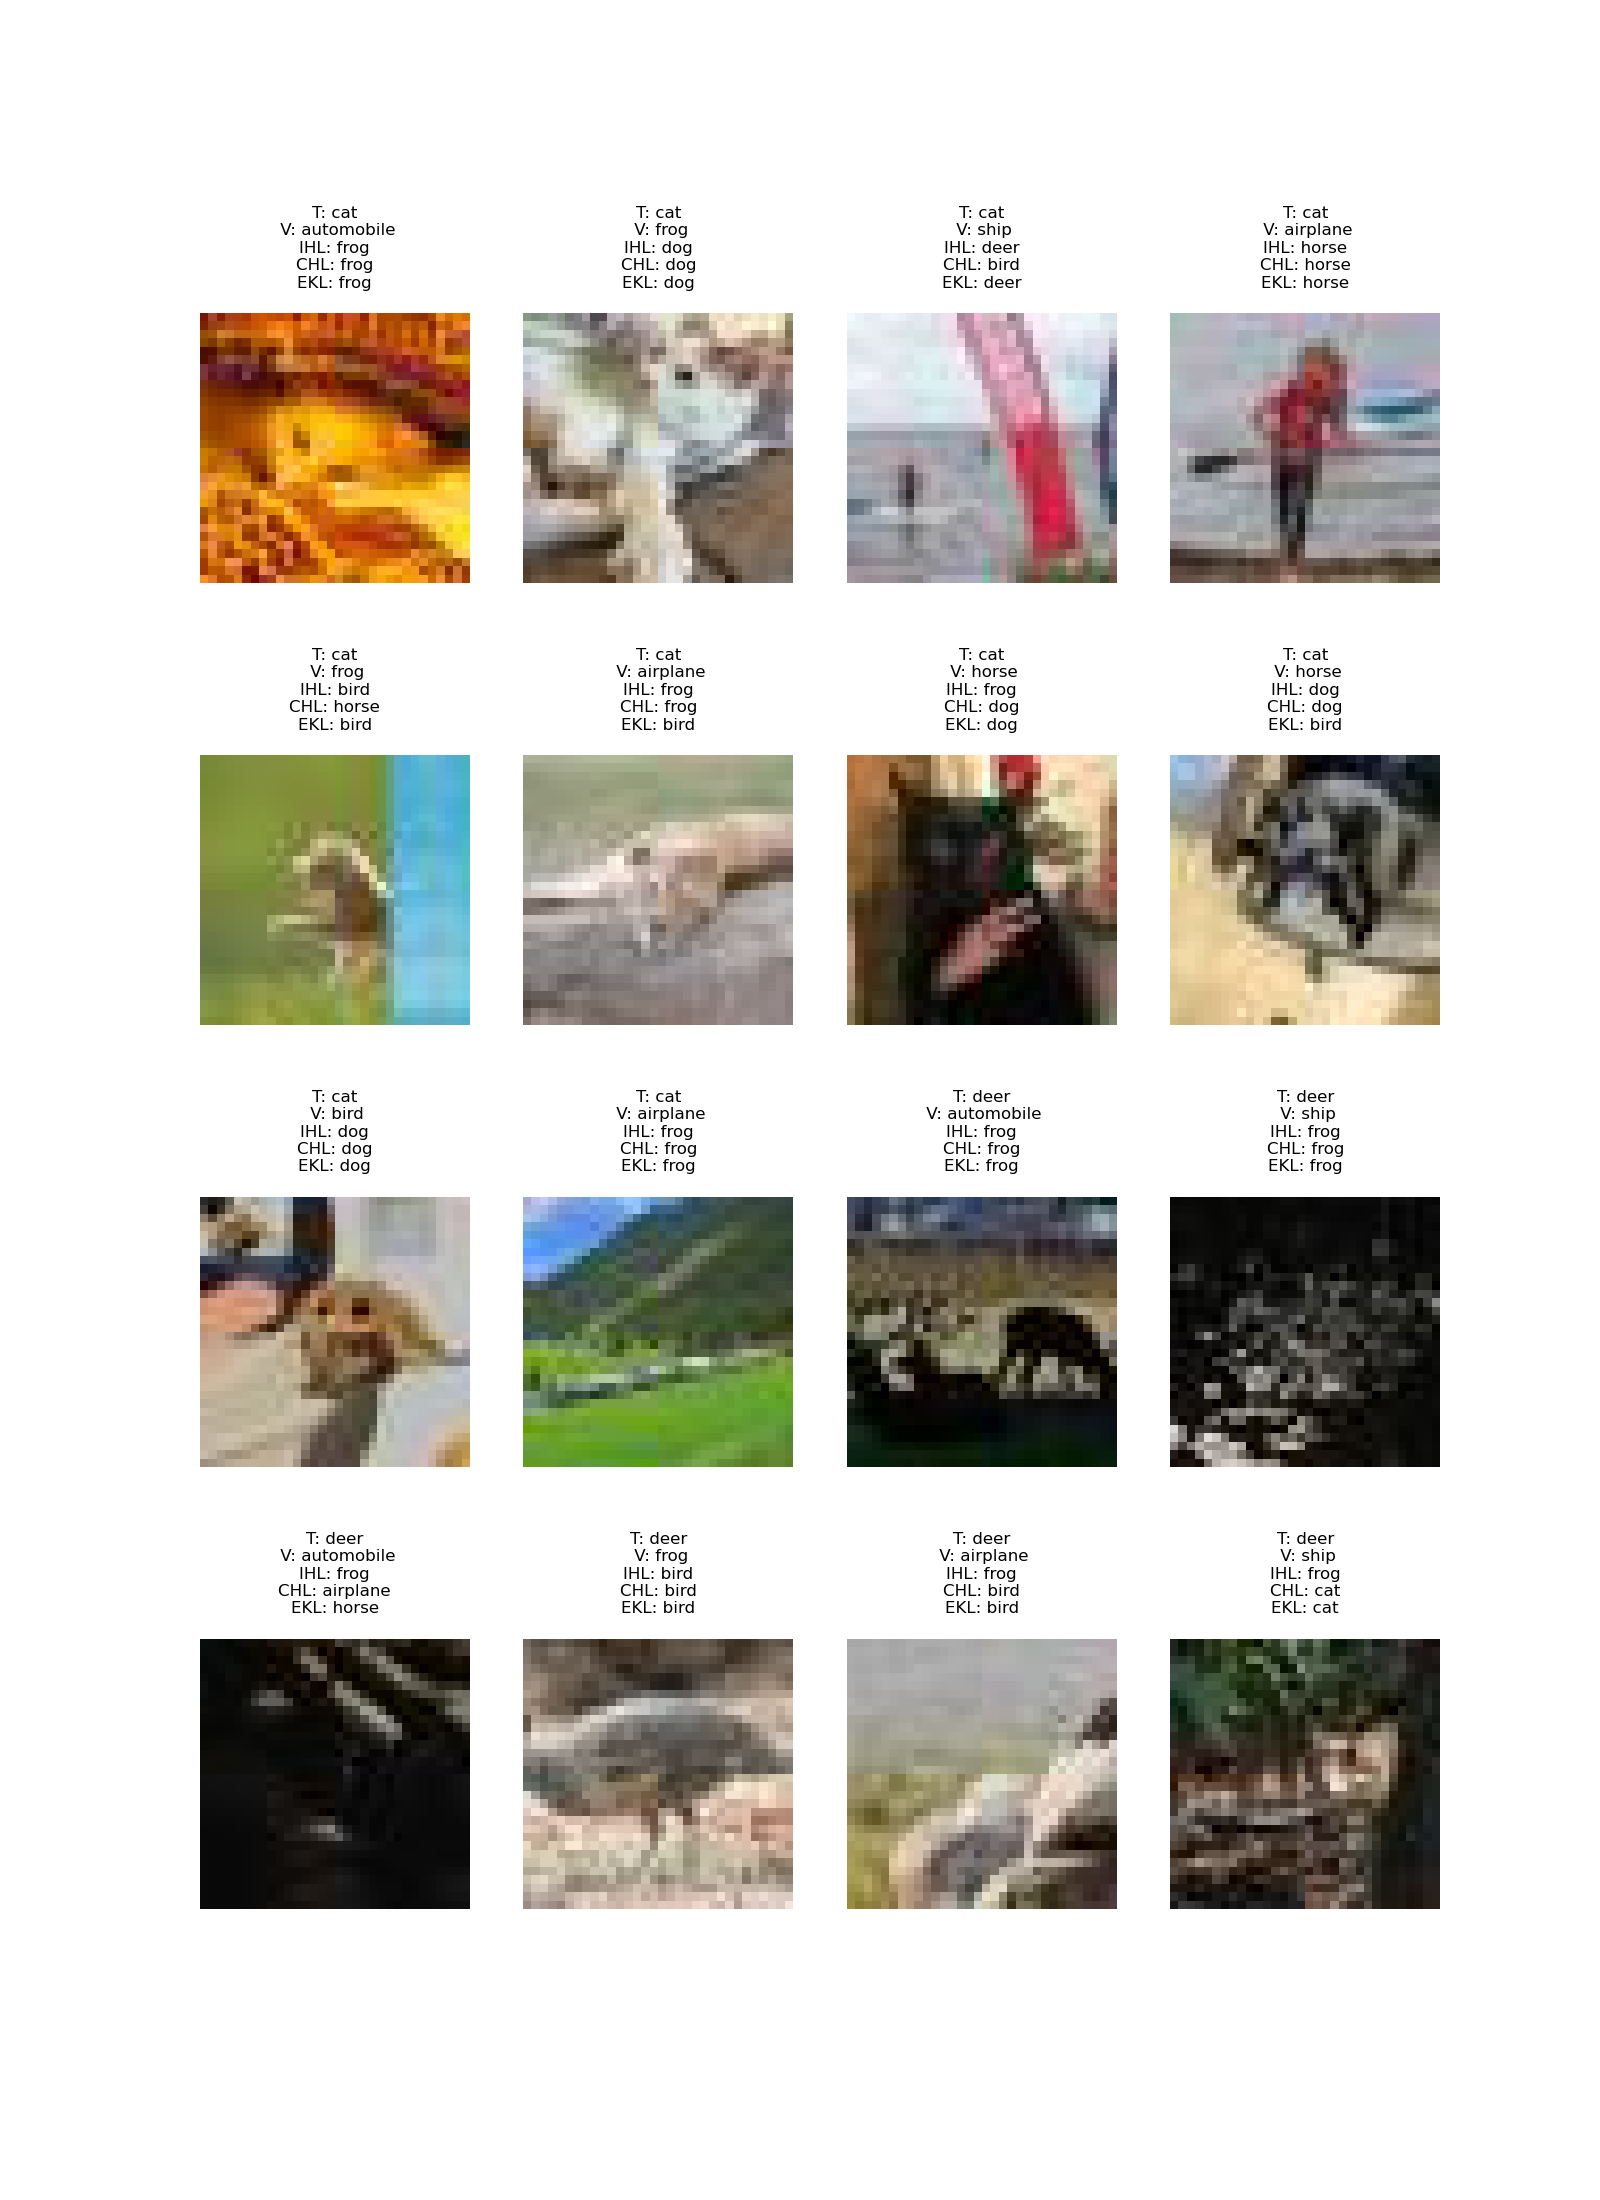 T: cat
V: automobile
IHL: frog
CHL: frog
EKL: frog
T: cat
V: frog
IHL: dog
CHL: dog
EKL: dog
T: cat
V: ship
IHL: deer
CHL: bird
EKL: deer
T: cat
V: airplane
IHL: horse
CHL: horse
EKL: horse
T: cat
V: frog
IHL: bird
CHL: horse
EKL: bird
T: cat
V: airplane
IHL: frog
CHL: frog
EKL: bird
T: cat
V: horse
IHL: frog
CHL: dog
EKL: dog
T: cat
V: horse
IHL: dog
CHL: dog
EKL: bird
T: cat
V: bird
IHL: dog
CHL: dog
EKL: dog
T: cat
V: airplane
IHL: frog
CHL: frog
EKL: frog
T: deer
V: automobile
IHL: frog
CHL: frog
EKL: frog
T: deer
V: ship
IHL: frog
CHL: frog
EKL: frog
T: deer
V: automobile
IHL: frog
CHL: airplane
EKL: horse
T: deer
V: frog
IHL: bird
CHL: bird
EKL: bird
T: deer
V: airplane
IHL: frog
CHL: bird
EKL: bird
T: deer
V: ship
IHL: frog
CHL: cat
EKL: cat